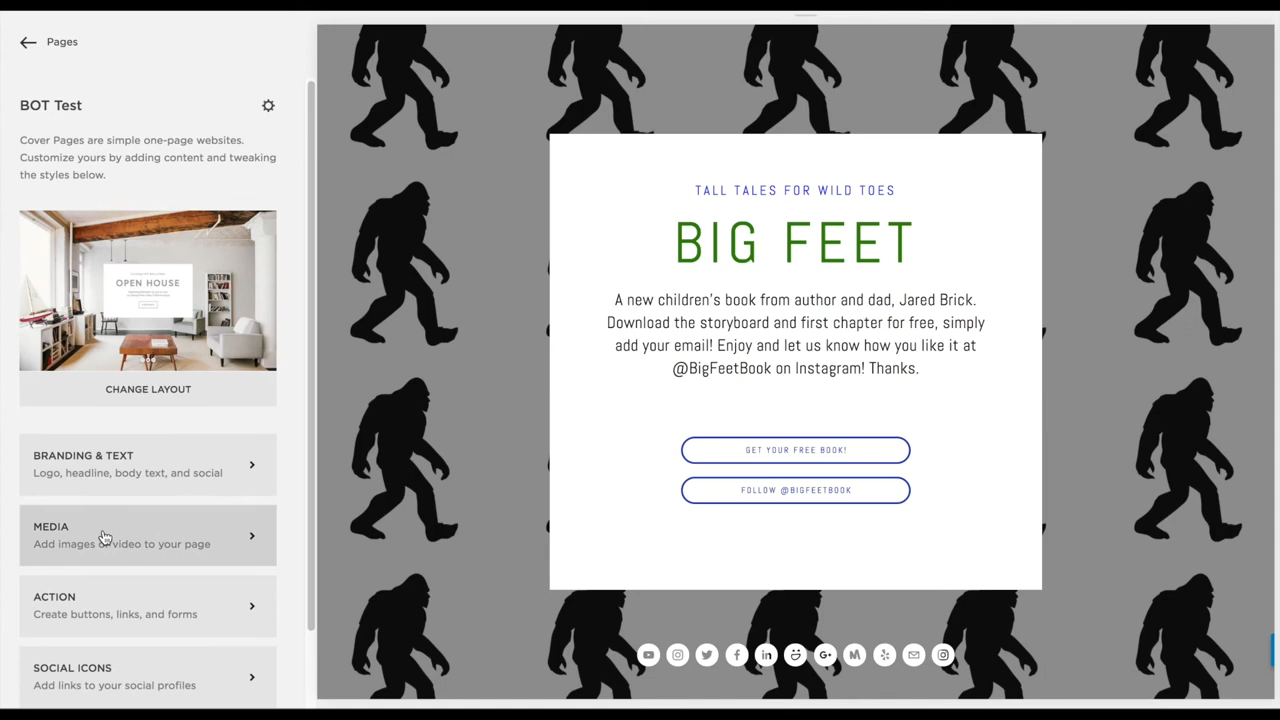 Pages
BOT Test
Cover Pages are simple one-page websites.
Customize yours by adding content and tweaking
the styles below.
OPEN HOUSE
CHANGE LAYOUT
BRANDING & TEXT
Logo, headline, body text, and social
MEDIA
Add images or video to your page
ACTION
Create buttons, links, and forms
SOCIAL ICONS
Add links to your social profiles
TALL TALES FOR WILD TOES
BIG FEET
A new children's book from author and dad, Jared Brick.
Download the storyboard and first chapter for free, simply
add your email! Enjoy and let us know how you like it at
@BigFeetBook on Instagram! Thanks.
GET YOUR FREE BOOK!
FOLLOW @BIGFEETBOOK